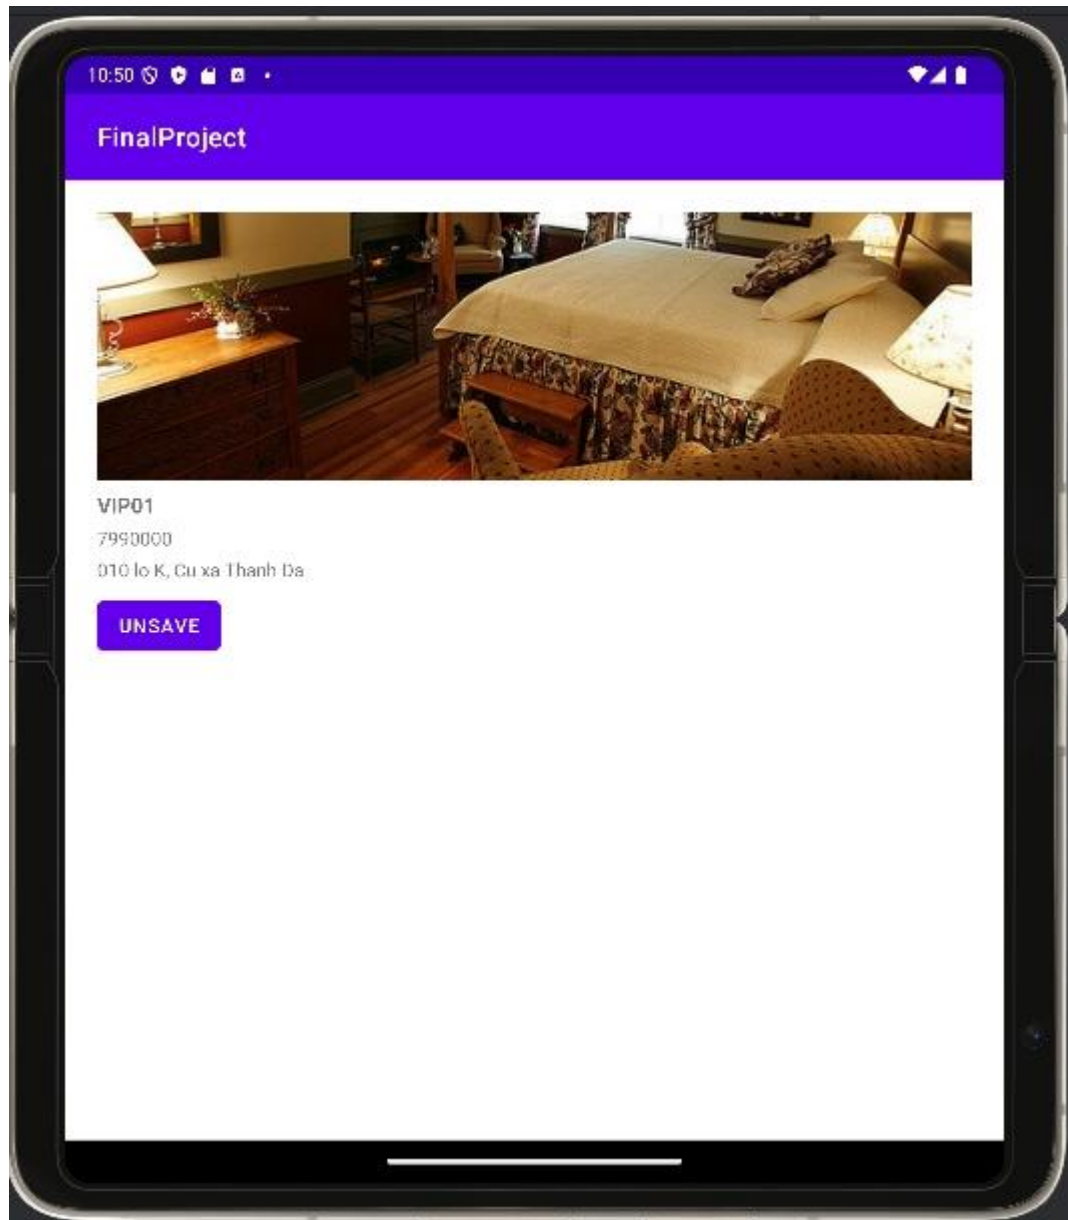 10:50
FinalProject
VIP01
7990000
010 lo K, Cu xa Thanh Da
UNSAVE